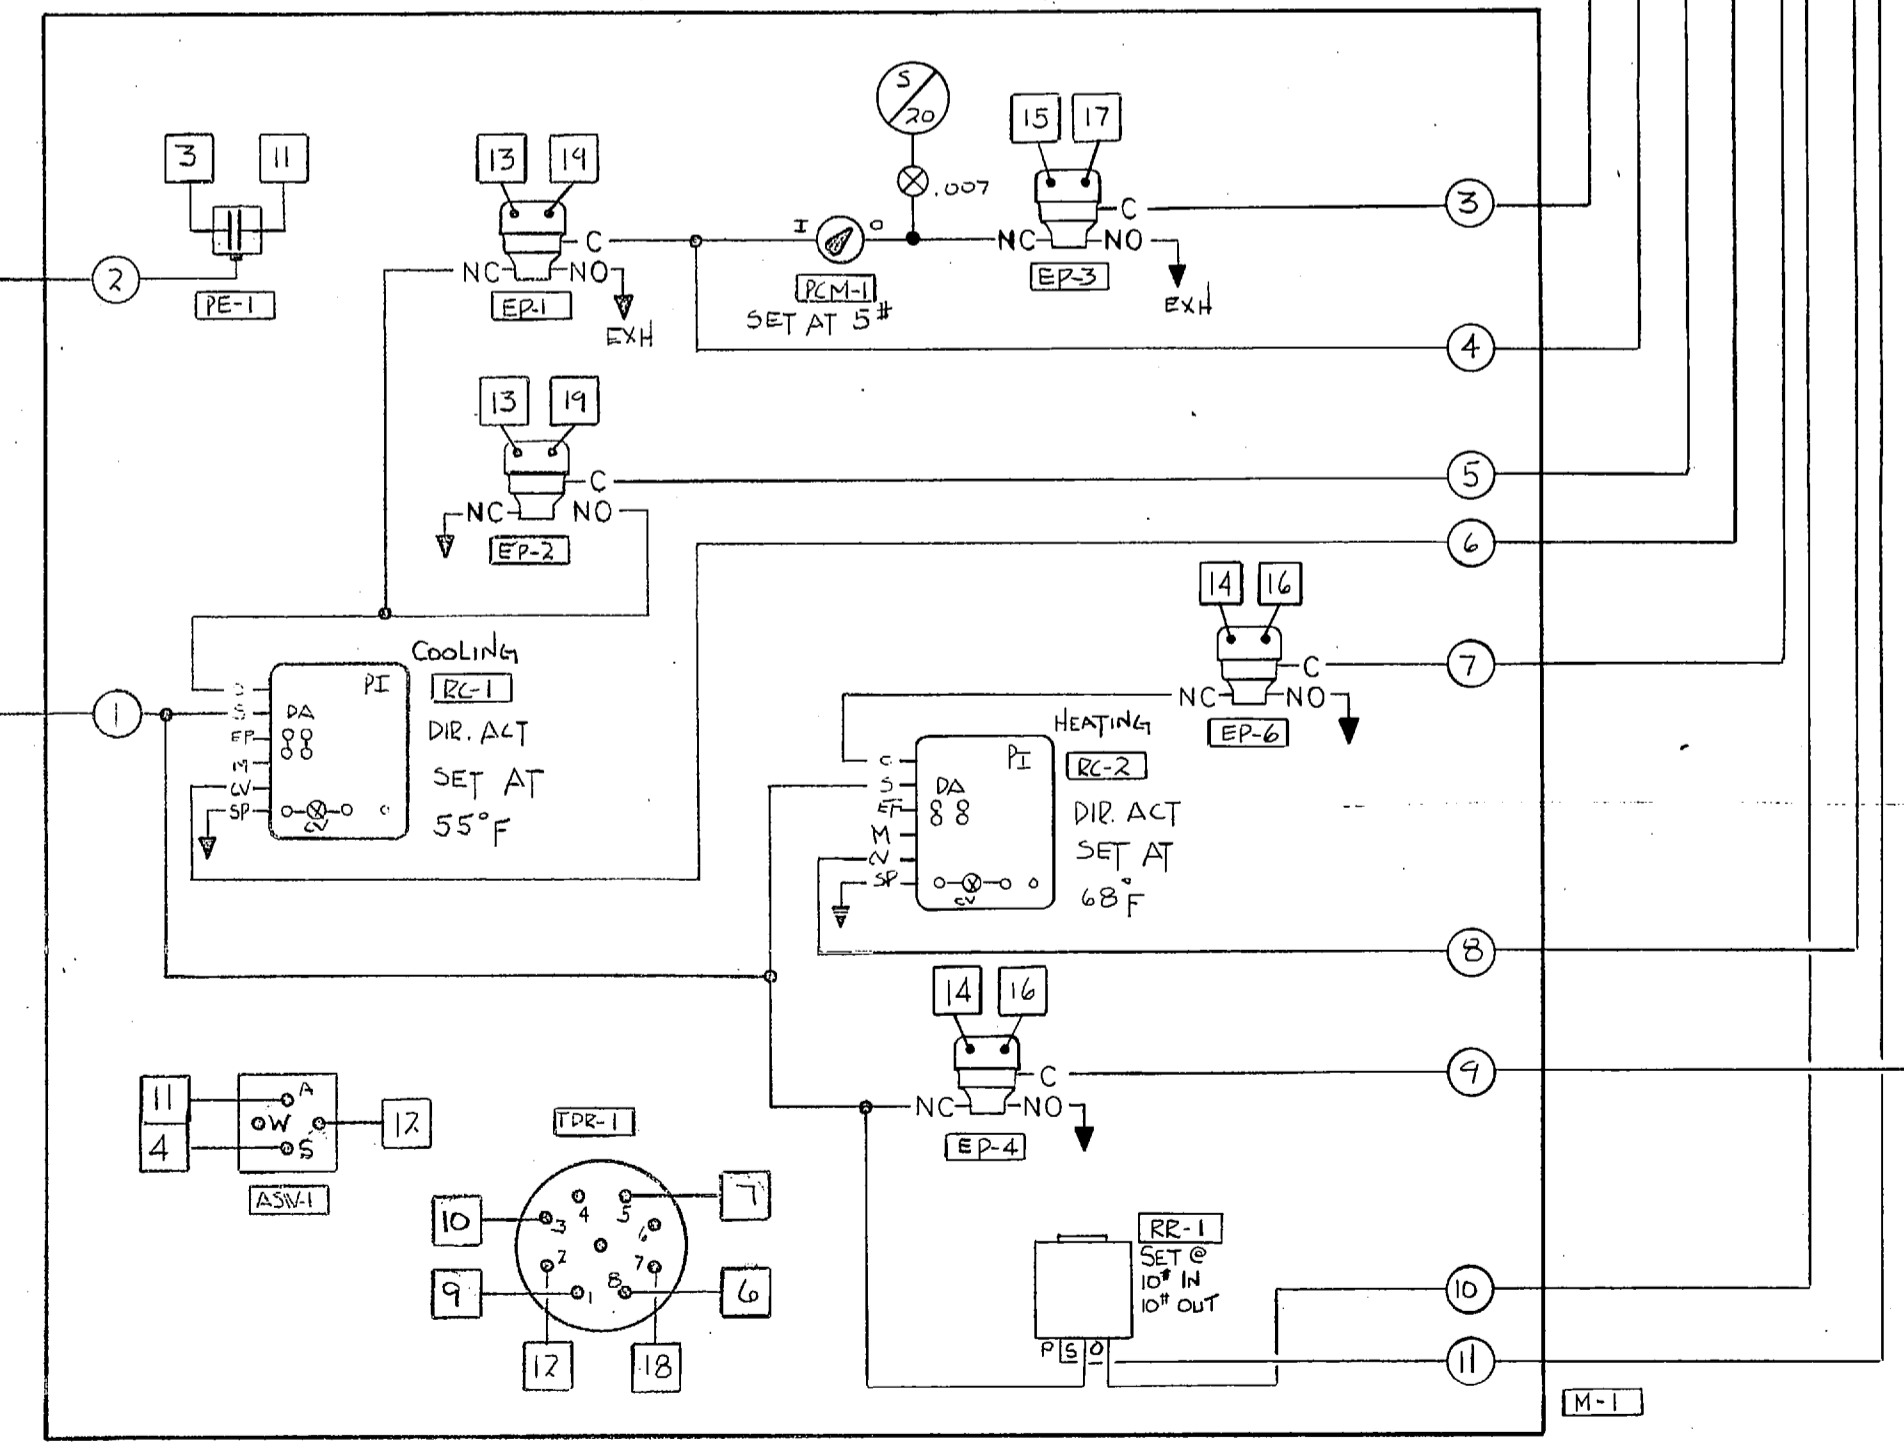 S
20
.007
15 17
3 11
13 19
I O
C
C
3
NC NO
NC NO
2
PE-1
EP-1
EXH
PCM-1
SET AT 5#
EP-3
EXH
4
13 19
C
5
NC NO
EP-2
6
14 16
C
7
NC NO
EP-6
COOLING
RC-1
DIR. ACT
SET AT
55°F
1
PI
S
DA
EP
M
CV
SP
CV
HEATING
RC-2
DIR. ACT
SET AT
68°F
PI
C
S
DA
EP
M
CV
SP
CV
8
14 16
C
9
NC NO
EP-4
11
A
W
12
4
S
ASW-1
TDR-1
7
10
3
4
5
6
2
7
9
1
8
6
12
18
RR-1
SET @
10# IN
10# OUT
P S O
10
11
M-1